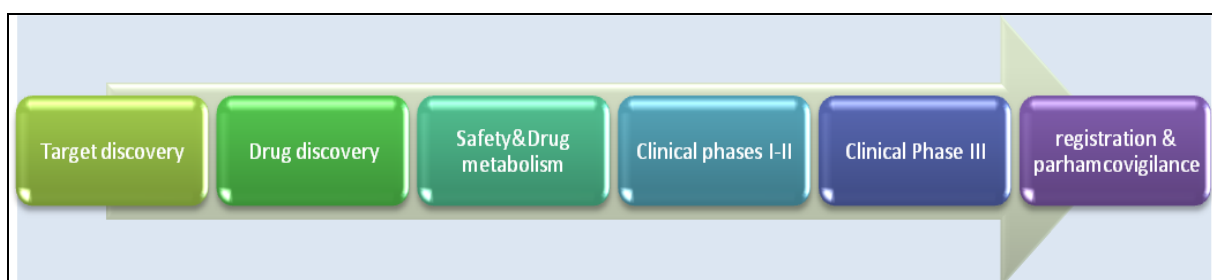 Target discovery
Drug discovery
Safety&Drug
metabolism
Clinical phases I-II
Clinical Phase III
registration &
parhamcovigilance